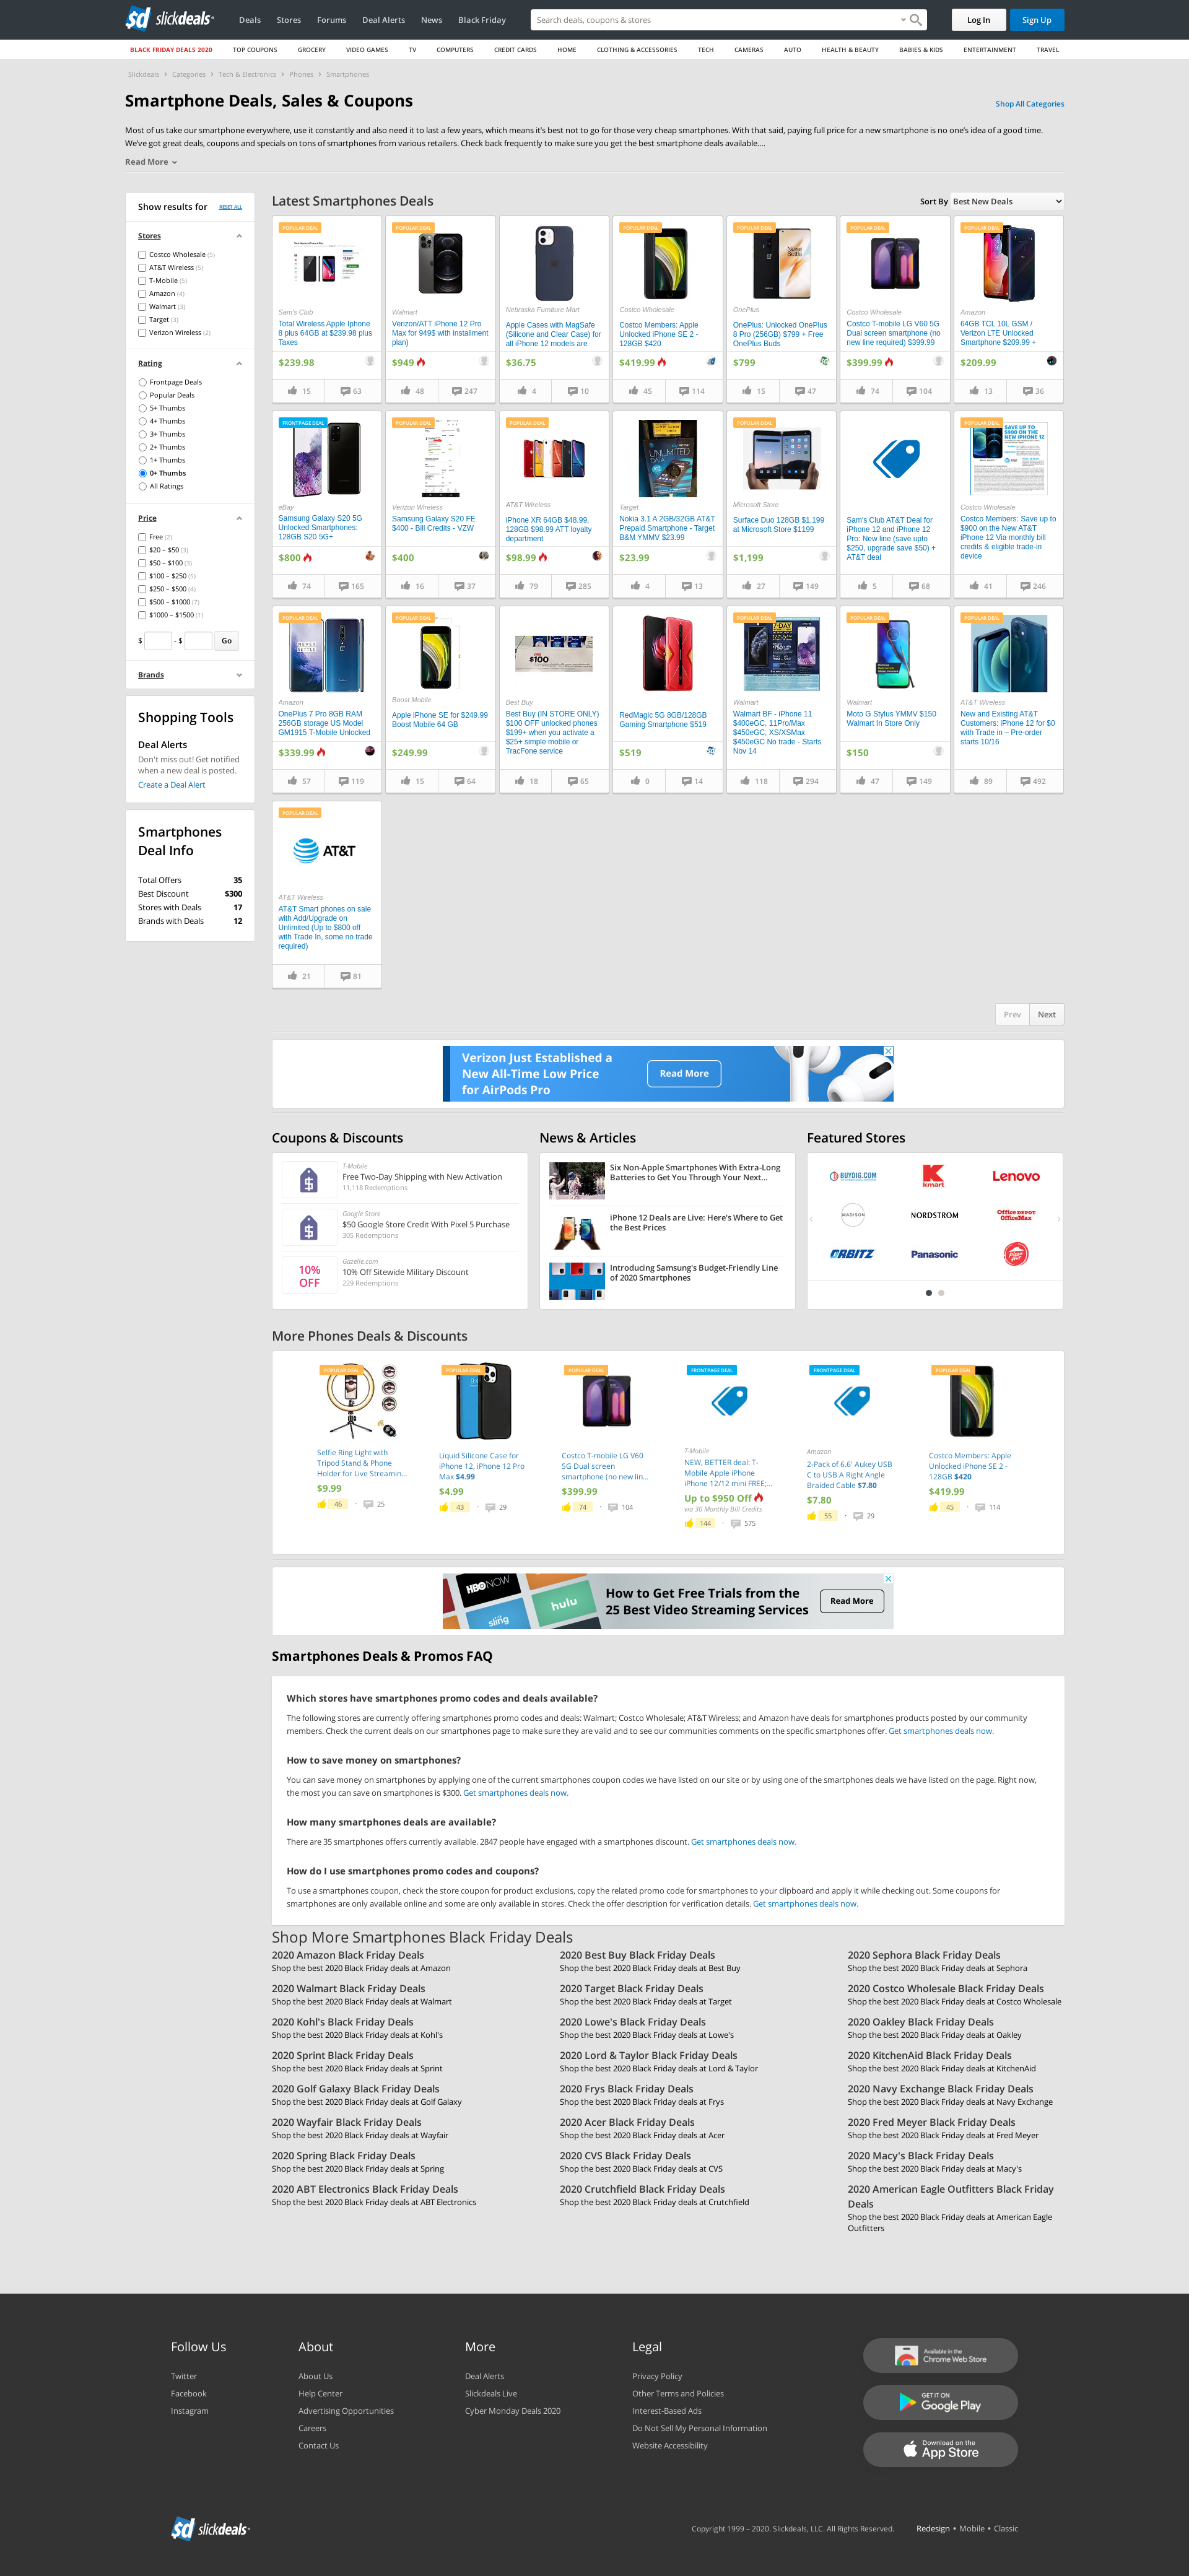 slickdeals
Deals Stores Forums Deal Alerts News Black Friday
Search deals, coupons & stores
Log In Sign Up
BLACK FRIDAY DEALS 2020 TOP COUPONS GROCERY VIDEO GAMES TV COMPUTERS CREDIT CARDS HOME CLOTHING & ACCESSORIES TECH CAMERAS AUTO HEALTH & BEAUTY BABIES & KIDS ENTERTAINMENT TRAVEL
Slickdeals › Categories › Tech & Electronics › Phones › Smartphones
Smartphone Deals, Sales & Coupons
Shop All Categories
Most of us take our smartphone everywhere, use it constantly and also need it to last a few years, which means it's best not to go for those very cheap smartphones. With that said, paying full price for a new smartphone is no one's idea of a good time.
We've got great deals, coupons and specials on tons of smartphones from various retailers. Check back frequently to make sure you get the best smartphone deals available....
Read More
Show results for RESET ALL
Stores
Costco Wholesale (5)
AT&T Wireless (5)
T-Mobile (5)
Amazon (4)
Walmart (3)
Target (3)
Verizon Wireless (2)
Rating
Frontpage Deals
Popular Deals
5+ Thumbs
4+ Thumbs
3+ Thumbs
2+ Thumbs
1+ Thumbs
0+ Thumbs
All Ratings
Price
Free (2)
$20 – $50 (3)
$50 – $100 (3)
$100 – $250 (5)
$250 – $500 (4)
$500 – $1000 (7)
$1000 – $1500 (1)
$ - $ Go
Brands
Shopping Tools
Deal Alerts
Don't miss out! Get notified
when a new deal is posted.
Create a Deal Alert
Smartphones
Deal Info
Total Offers 35
Best Discount $300
Stores with Deals 17
Brands with Deals 12
Latest Smartphones Deals
Sort By Best New Deals
POPULAR DEAL
Sam's Club
Total Wireless Apple Iphone
8 plus 64GB at $239.98 plus
Taxes
$239.98
15 63
POPULAR DEAL
Walmart
Verizon/ATT iPhone 12 Pro
Max for 949$ with installment
plan)
$949
48 247
Nebraska Furniture Mart
Apple Cases with MagSafe
(Silicone and Clear Case) for
all iPhone 12 models are
$36.75
4 10
POPULAR DEAL
Costco Wholesale
Costco Members: Apple
Unlocked iPhone SE 2 -
128GB $420
$419.99
45 114
POPULAR DEAL
OnePlus
OnePlus: Unlocked OnePlus
8 Pro (256GB) $799 + Free
OnePlus Buds
$799
15 47
POPULAR DEAL
Costco Wholesale
Costco T-mobile LG V60 5G
Dual screen smartphone (no
new line required) $399.99
$399.99
74 104
POPULAR DEAL
Amazon
64GB TCL 10L GSM /
Verizon LTE Unlocked
Smartphone $209.99 +
$209.99
13 36
FRONTPAGE DEAL
eBay
Samsung Galaxy S20 5G
Unlocked Smartphones:
128GB S20 5G+
$800
74 165
POPULAR DEAL
Verizon Wireless
Samsung Galaxy S20 FE
$400 - Bill Credits - VZW
$400
16 37
POPULAR DEAL
AT&T Wireless
iPhone XR 64GB $48.99,
128GB $98.99 ATT loyalty
department
$98.99
79 285
UNLIMITED DATA
Target
Nokia 3.1 A 2GB/32GB AT&T
Prepaid Smartphone - Target
B&M YMMV $23.99
$23.99
4 13
POPULAR DEAL
Microsoft Store
Surface Duo 128GB $1,199
at Microsoft Store $1199
$1,199
27 149
Sam's Club AT&T Deal for
iPhone 12 and iPhone 12
Pro: New line (save upto
$250, upgrade save $50) +
AT&T deal
5 68
POPULAR DEAL
SAVE UP TO
$900 ON THE
NEW IPHONE 12
Costco Wholesale
Costco Members: Save up to
$900 on the New AT&T
iPhone 12 Via monthly bill
credits & eligible trade-in
device
41 246
POPULAR DEAL
Amazon
OnePlus 7 Pro 8GB RAM
256GB storage US Model
GM1915 T-Mobile Unlocked
$339.99
57 119
POPULAR DEAL
Boost Mobile
Apple iPhone SE for $249.99
Boost Mobile 64 GB
$249.99
15 64
$100
Best Buy
Best Buy (IN STORE ONLY)
$100 OFF unlocked phones
$199+ when you activate a
$25+ simple mobile or
TracFone service
18 65
RedMagic 5G 8GB/128GB
Gaming Smartphone $519
$519
0 14
POPULAR DEAL
Walmart
Walmart BF - iPhone 11
$400eGC, 11Pro/Max
$450eGC, XS/XSMax
$450eGC No trade - Starts
Nov 14
118 294
POPULAR DEAL
Walmart
Moto G Stylus YMMV $150
Walmart In Store Only
$150
47 149
POPULAR DEAL
AT&T Wireless
New and Existing AT&T
Customers: iPhone 12 for $0
with Trade in – Pre-order
starts 10/16
89 492
POPULAR DEAL
AT&T
AT&T Wireless
AT&T Smart phones on sale
with Add/Upgrade on
Unlimited (Up to $800 off
with Trade In, some no trade
required)
21 81
Prev Next
Verizon Just Established a
New All-Time Low Price
for AirPods Pro
Read More
Coupons & Discounts
T-Mobile
Free Two-Day Shipping with New Activation
11,118 Redemptions
Google Store
$50 Google Store Credit With Pixel 5 Purchase
305 Redemptions
10%
OFF
Gazelle.com
10% Off Sitewide Military Discount
229 Redemptions
News & Articles
Six Non-Apple Smartphones With Extra-Long
Batteries to Get You Through Your Next...
iPhone 12 Deals are Live: Here's Where to Get
the Best Prices
Introducing Samsung's Budget-Friendly Line
of 2020 Smartphones
Featured Stores
BUYDIG.COM kmart Lenovo
MADISON NORDSTROM Office DEPOT OfficeMax
ORBITZ Panasonic Pizza Hut
More Phones Deals & Discounts
POPULAR DEAL
Selfie Ring Light with
Tripod Stand & Phone
Holder for Live Streamin...
$9.99
46 • 25
POPULAR DEAL
Liquid Silicone Case for
iPhone 12, iPhone 12 Pro
Max $4.99
$4.99
43 • 29
POPULAR DEAL
Costco T-mobile LG V60
5G Dual screen
smartphone (no new lin...
$399.99
74 • 104
FRONTPAGE DEAL
T-Mobile
NEW, BETTER deal: T-
Mobile Apple iPhone
iPhone 12/12 mini FREE;...
Up to $950 Off
via 30 Monthly Bill Credits
144 • 575
FRONTPAGE DEAL
Amazon
2-Pack of 6.6' Aukey USB
C to USB A Right Angle
Braided Cable $7.80
$7.80
55 • 29
POPULAR DEAL
Costco Members: Apple
Unlocked iPhone SE 2 -
128GB $420
$419.99
45 • 114
HBO NOW
hulu
sling
How to Get Free Trials from the
25 Best Video Streaming Services
Read More
Smartphones Deals & Promos FAQ
Which stores have smartphones promo codes and deals available?
The following stores are currently offering smartphones promo codes and deals: Walmart; Costco Wholesale; AT&T Wireless; and Amazon have deals for smartphones products posted by our community
members. Check the current deals on our smartphones page to make sure they are valid and to see our communities comments on the specific smartphones offer. Get smartphones deals now.
How to save money on smartphones?
You can save money on smartphones by applying one of the current smartphones coupon codes we have listed on our site or by using one of the smartphones deals we have listed on the page. Right now,
the most you can save on smartphones is $300. Get smartphones deals now.
How many smartphones deals are available?
There are 35 smartphones offers currently available. 2847 people have engaged with a smartphones discount. Get smartphones deals now.
How do I use smartphones promo codes and coupons?
To use a smartphones coupon, check the store coupon for product exclusions, copy the related promo code for smartphones to your clipboard and apply it while checking out. Some coupons for
smartphones are only available online and some are only available in stores. Check the offer description for verification details. Get smartphones deals now.
Shop More Smartphones Black Friday Deals
2020 Amazon Black Friday Deals
Shop the best 2020 Black Friday deals at Amazon
2020 Best Buy Black Friday Deals
Shop the best 2020 Black Friday deals at Best Buy
2020 Sephora Black Friday Deals
Shop the best 2020 Black Friday deals at Sephora
2020 Walmart Black Friday Deals
Shop the best 2020 Black Friday deals at Walmart
2020 Target Black Friday Deals
Shop the best 2020 Black Friday deals at Target
2020 Costco Wholesale Black Friday Deals
Shop the best 2020 Black Friday deals at Costco Wholesale
2020 Kohl's Black Friday Deals
Shop the best 2020 Black Friday deals at Kohl's
2020 Lowe's Black Friday Deals
Shop the best 2020 Black Friday deals at Lowe's
2020 Oakley Black Friday Deals
Shop the best 2020 Black Friday deals at Oakley
2020 Sprint Black Friday Deals
Shop the best 2020 Black Friday deals at Sprint
2020 Lord & Taylor Black Friday Deals
Shop the best 2020 Black Friday deals at Lord & Taylor
2020 KitchenAid Black Friday Deals
Shop the best 2020 Black Friday deals at KitchenAid
2020 Golf Galaxy Black Friday Deals
Shop the best 2020 Black Friday deals at Golf Galaxy
2020 Frys Black Friday Deals
Shop the best 2020 Black Friday deals at Frys
2020 Navy Exchange Black Friday Deals
Shop the best 2020 Black Friday deals at Navy Exchange
2020 Wayfair Black Friday Deals
Shop the best 2020 Black Friday deals at Wayfair
2020 Acer Black Friday Deals
Shop the best 2020 Black Friday deals at Acer
2020 Fred Meyer Black Friday Deals
Shop the best 2020 Black Friday deals at Fred Meyer
2020 Spring Black Friday Deals
Shop the best 2020 Black Friday deals at Spring
2020 CVS Black Friday Deals
Shop the best 2020 Black Friday deals at CVS
2020 Macy's Black Friday Deals
Shop the best 2020 Black Friday deals at Macy's
2020 ABT Electronics Black Friday Deals
Shop the best 2020 Black Friday deals at ABT Electronics
2020 Crutchfield Black Friday Deals
Shop the best 2020 Black Friday deals at Crutchfield
2020 American Eagle Outfitters Black Friday
Deals
Shop the best 2020 Black Friday deals at American Eagle
Outfitters
Follow Us
Twitter
Facebook
Instagram
About
About Us
Help Center
Advertising Opportunities
Careers
Contact Us
More
Deal Alerts
Slickdeals Live
Cyber Monday Deals 2020
Legal
Privacy Policy
Other Terms and Policies
Interest-Based Ads
Do Not Sell My Personal Information
Website Accessibility
Available in the
Chrome Web Store
GET IT ON
Google Play
Download on the
App Store
slickdeals
Copyright 1999 – 2020. Slickdeals, LLC. All Rights Reserved. Redesign • Mobile • Classic